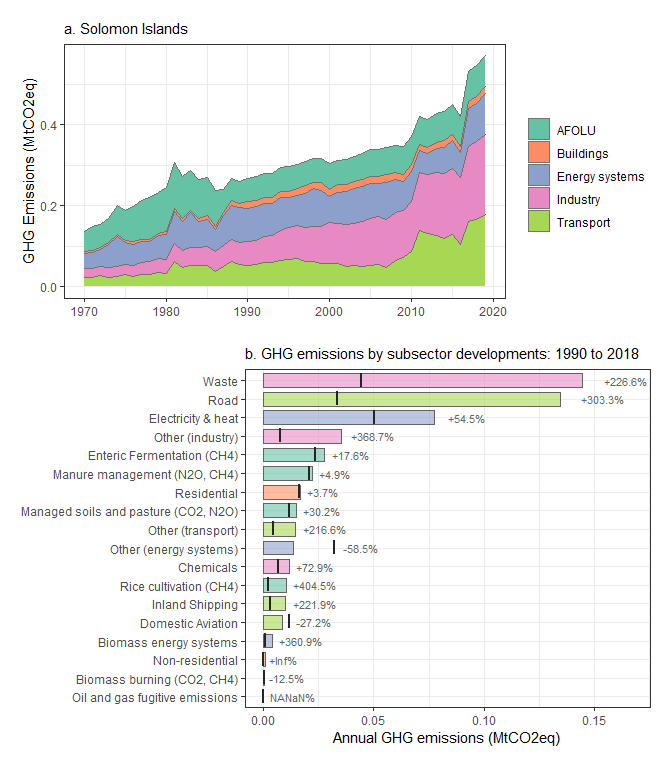 a. Solomon Islands
GHG Emissions (MtCO2eq)
0.4
0.2
0.0
1970
1980
1990
2000
2010
2020
AFOLU
Buildings
Energy systems
Industry
Transport
b. GHG emissions by subsector developments: 1990 to 2018
Waste +226.6%
Road +303.3%
Electricity & heat +54.5%
Other (industry) +368.7%
Enteric Fermentation (CH4) +17.6%
Manure management (N2O, CH4) +4.9%
Residential +3.7%
Managed soils and pasture (CO2, N2O) +30.2%
Other (transport) +216.6%
Other (energy systems) -58.5%
Chemicals +72.9%
Rice cultivation (CH4) +404.5%
Inland Shipping +221.9%
Domestic Aviation -27.2%
Biomass energy systems +360.9%
Non-residential +Inf%
Biomass burning (CO2, CH4) -12.5%
Oil and gas fugitive emissions NANaN%
0.00
0.05
0.10
0.15
Annual GHG emissions (MtCO2eq)